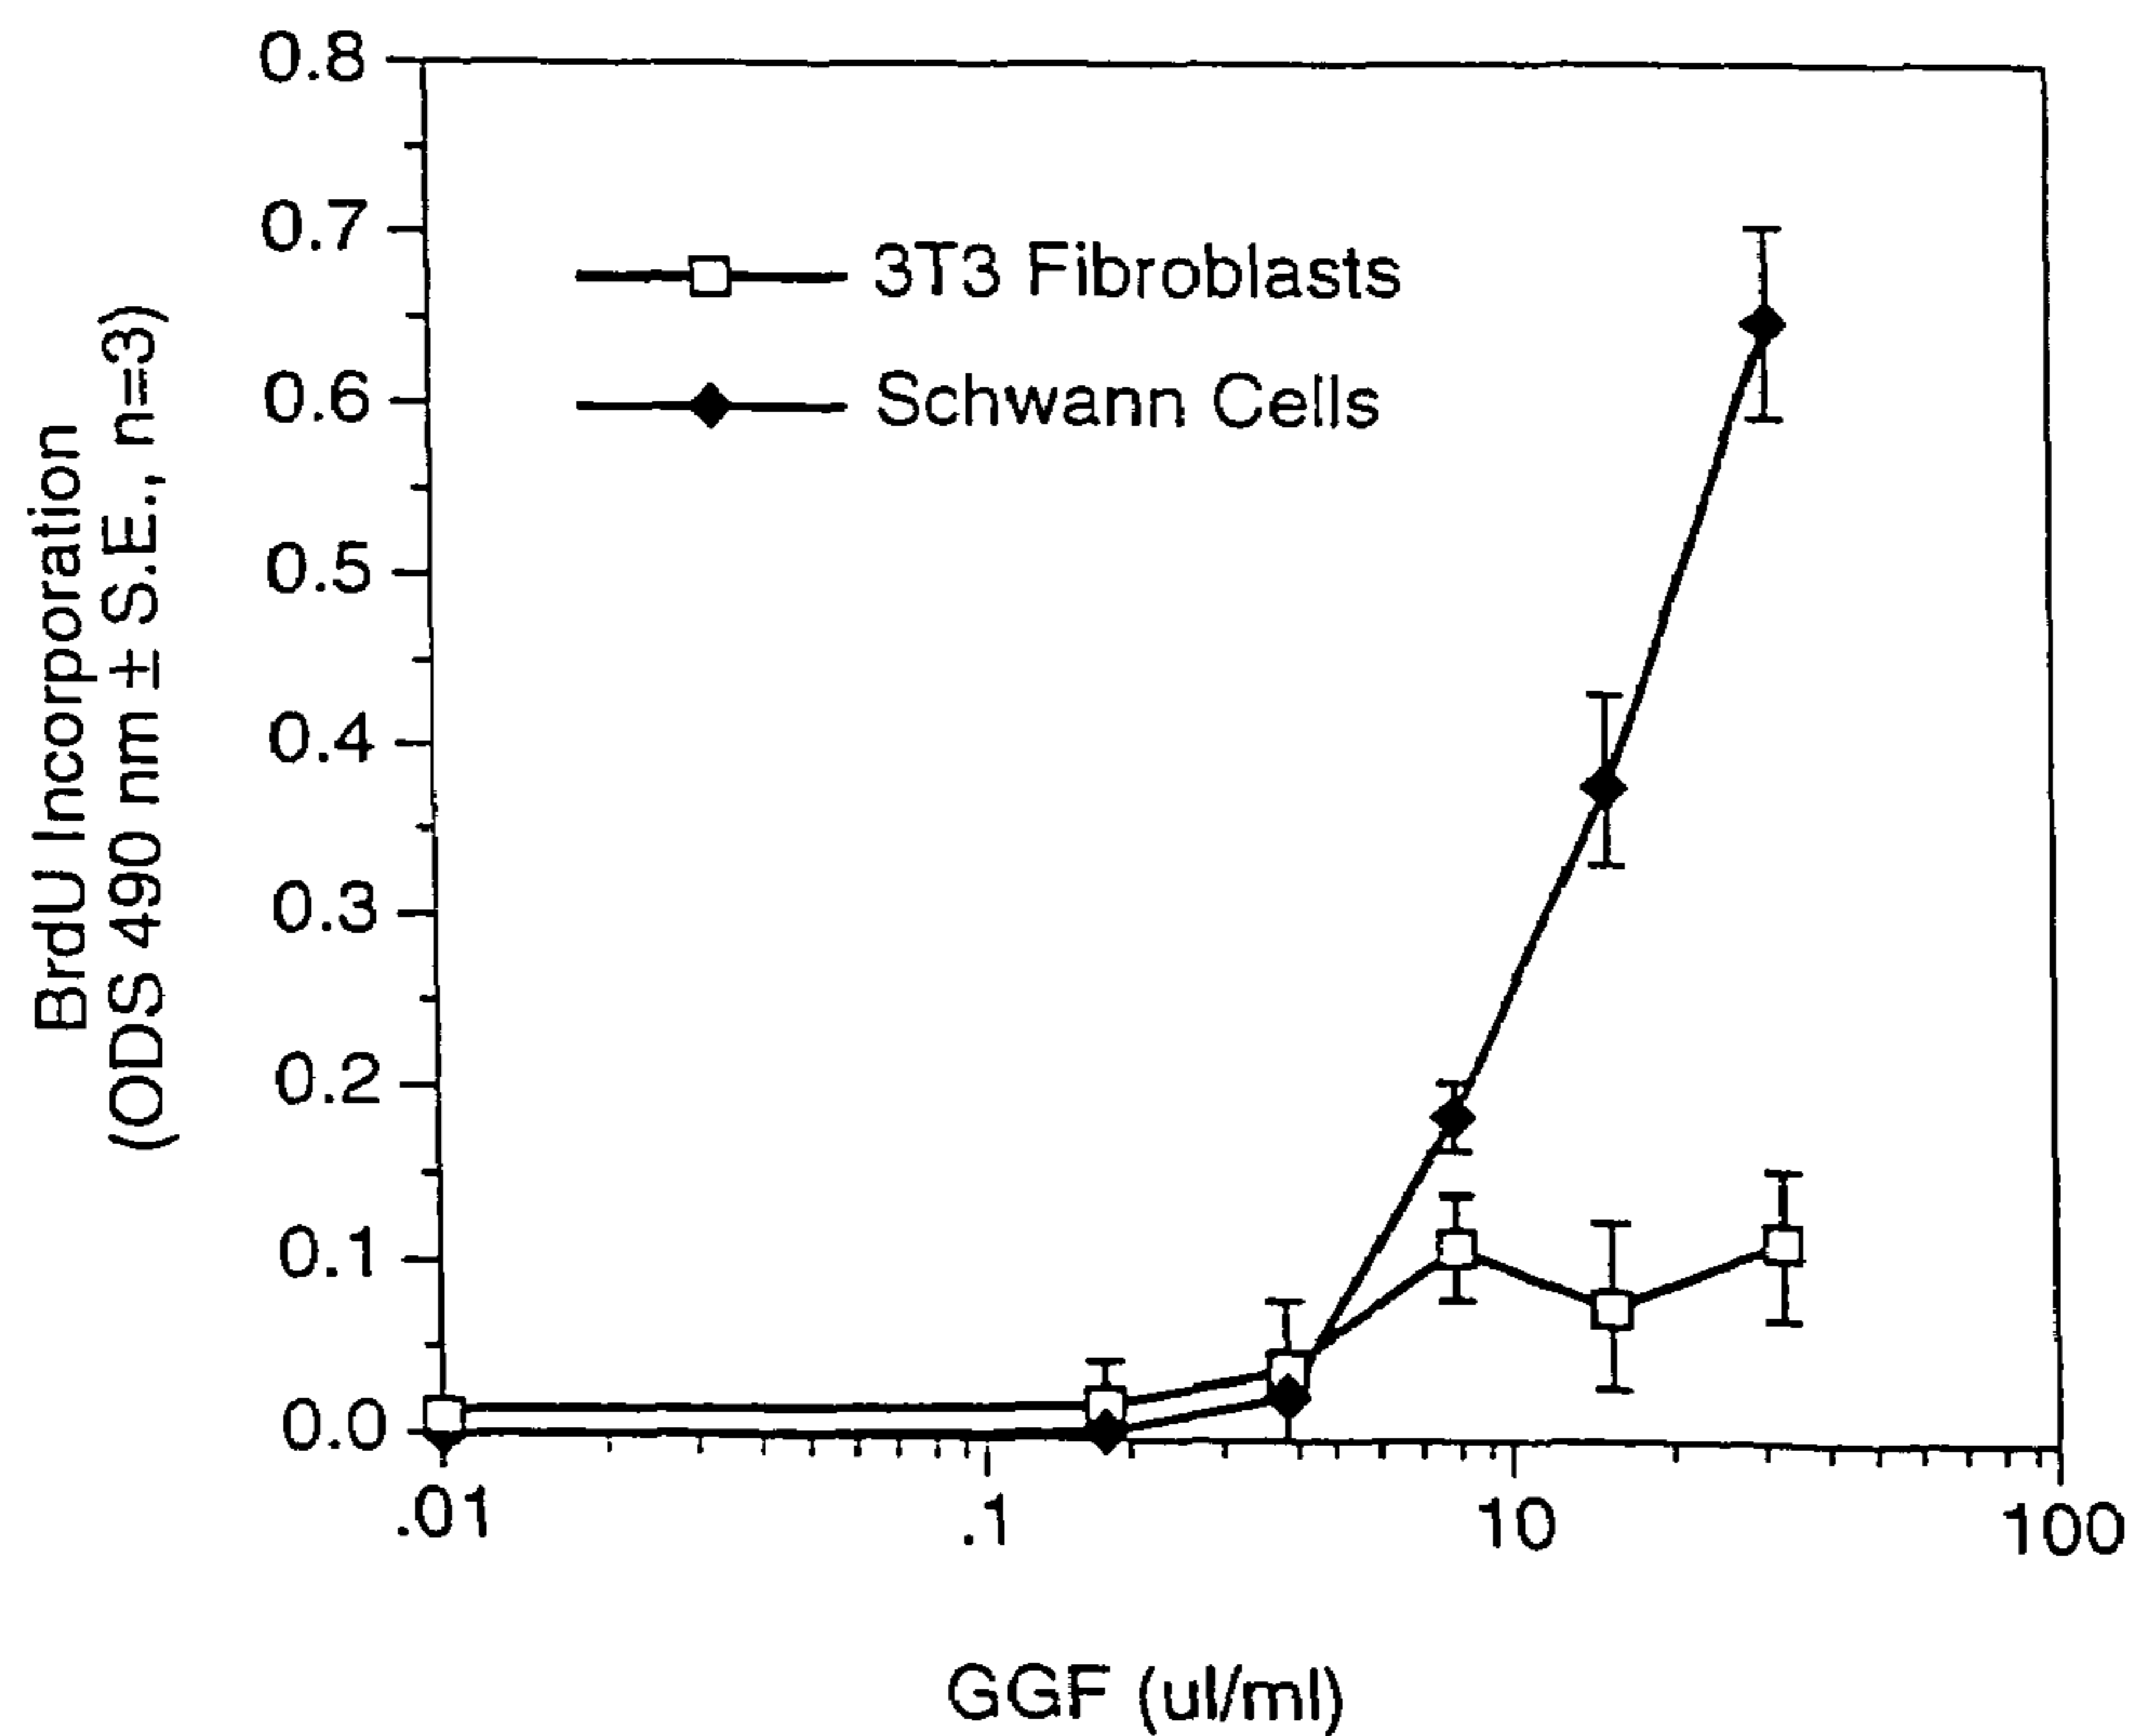 BrdU Incorporation
(ODS 490 nm ± S.E., n=3)
0.8
0.7
0.6
0.5
0.4
0.3
0.2
0.1
0.0
3T3 Fibroblasts
Schwann Cells
.01
.1
10
100
GGF (ul/ml)